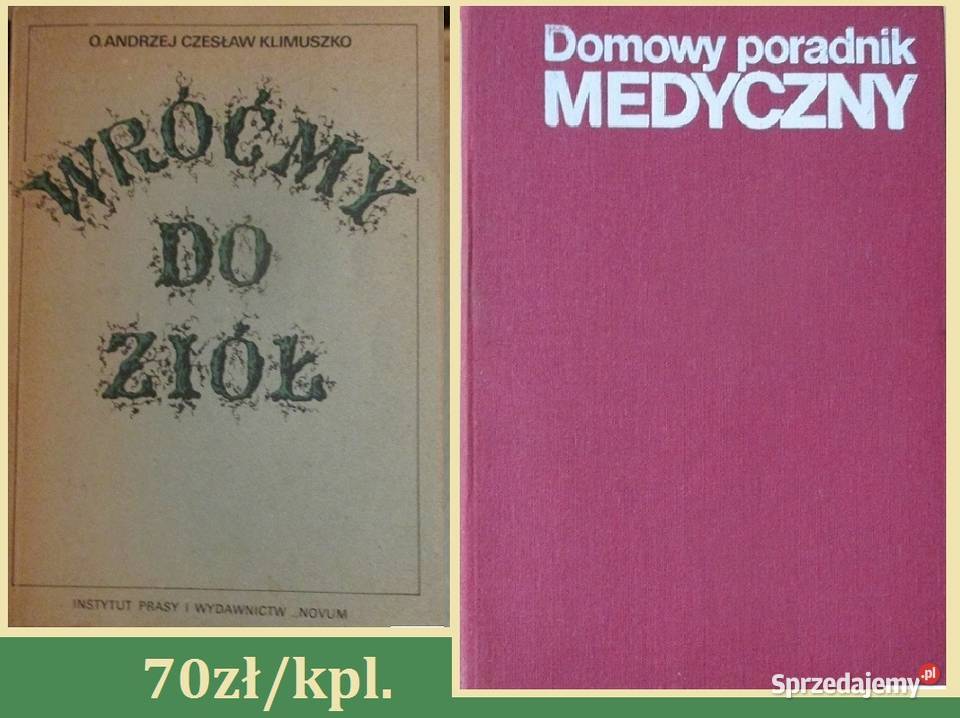 O. ANDRZEJ CZESŁAW KLIMUSZKO
WRÓĆMY
DO
ZIÓŁ
INSTYTUT PRASY I WYDAWNICTW „NOVUM
Domowy poradnik
MEDYCZNY
70zł/kpl.
Sprzedajemy.pl